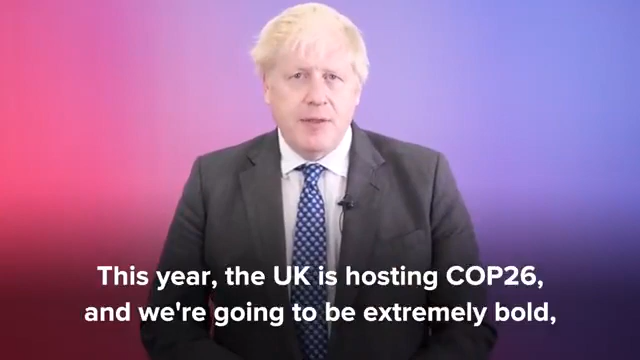 This year, the UK is hosting COP26,
and we're going to be extremely bold,